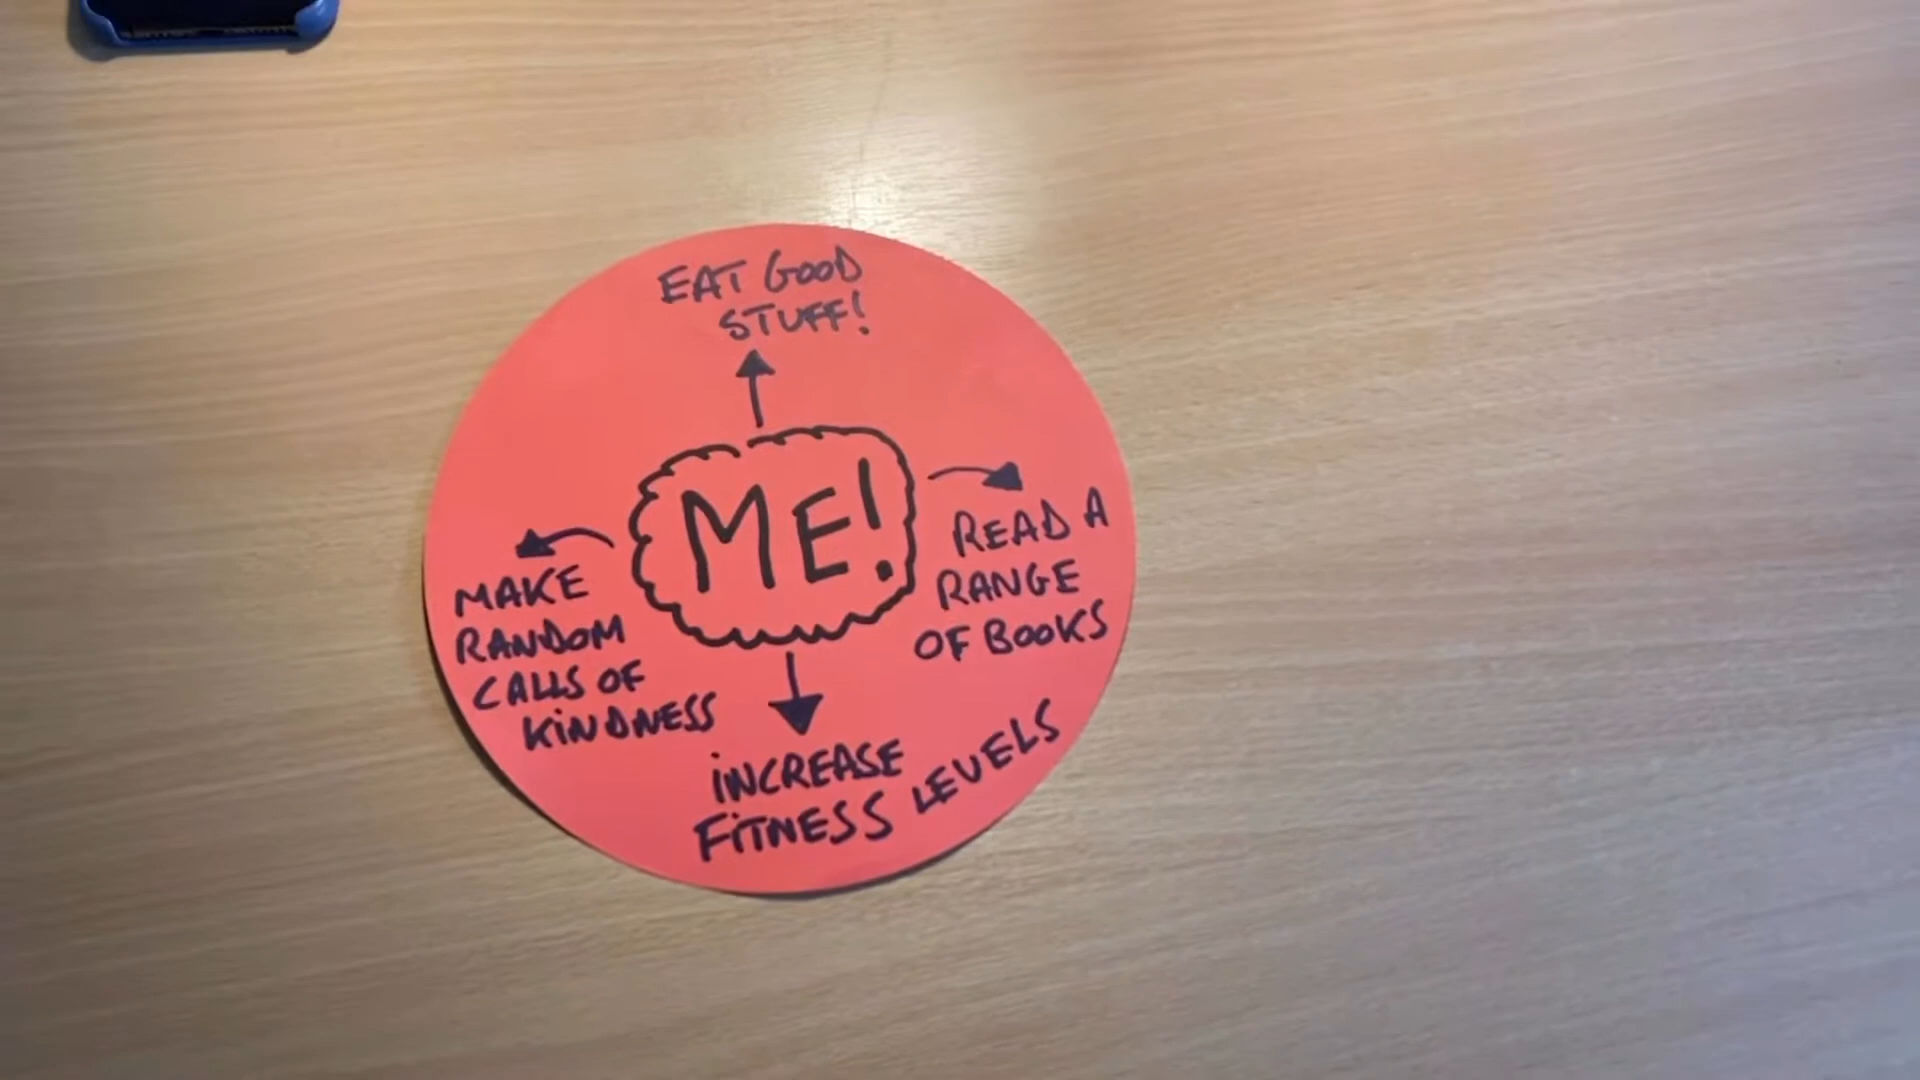 EAT GOOD
STUFF!
ME!
READ A
RANGE
OF BOOKS
MAKE
RANDOM
CALLS OF
KINDNESS
INCREASE
FITNESS LEVELS